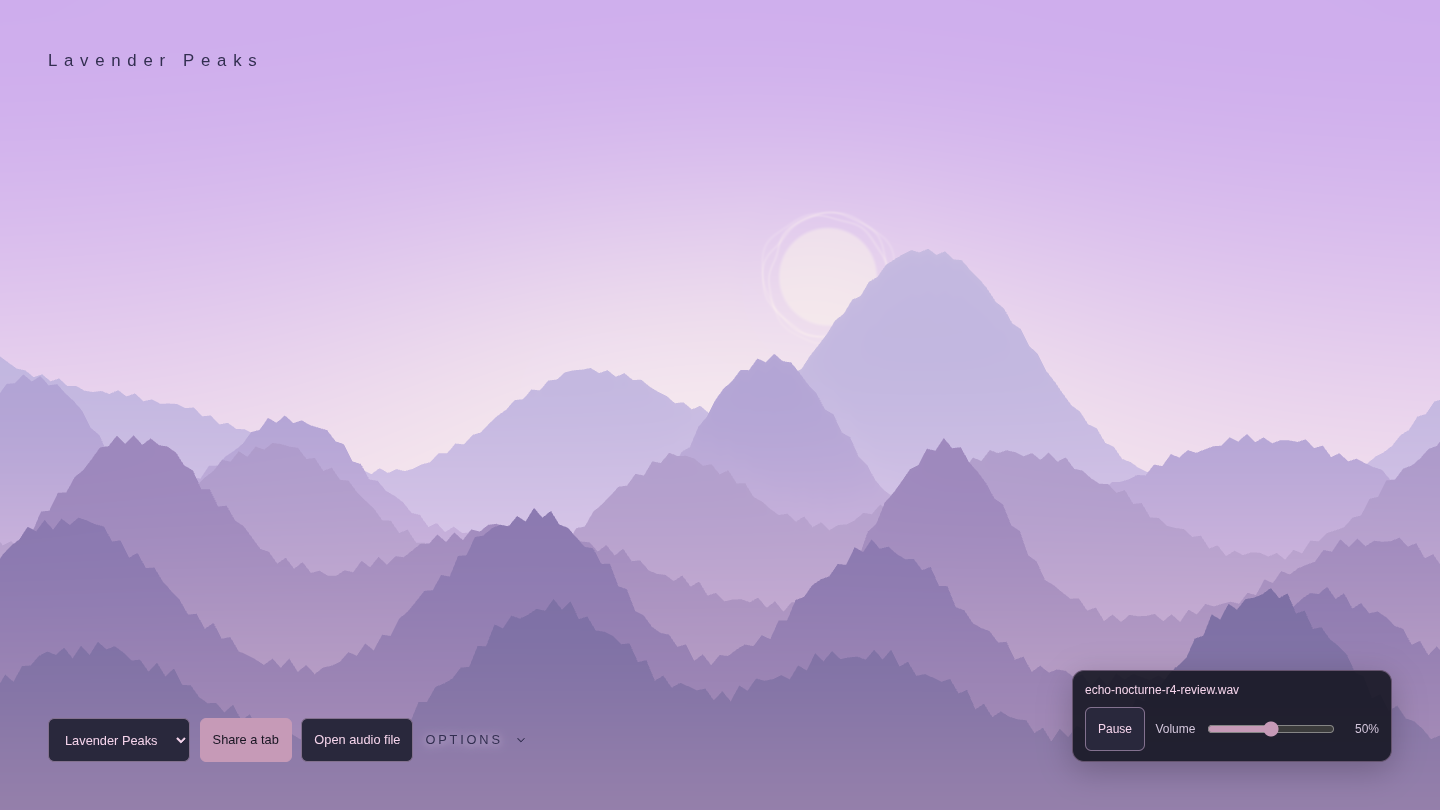 Lavender Peaks
echo-nocturne-r4-review.wav
Lavender Peaks
Share a tab
Open audio file
OPTIONS
Pause
Volume
50%